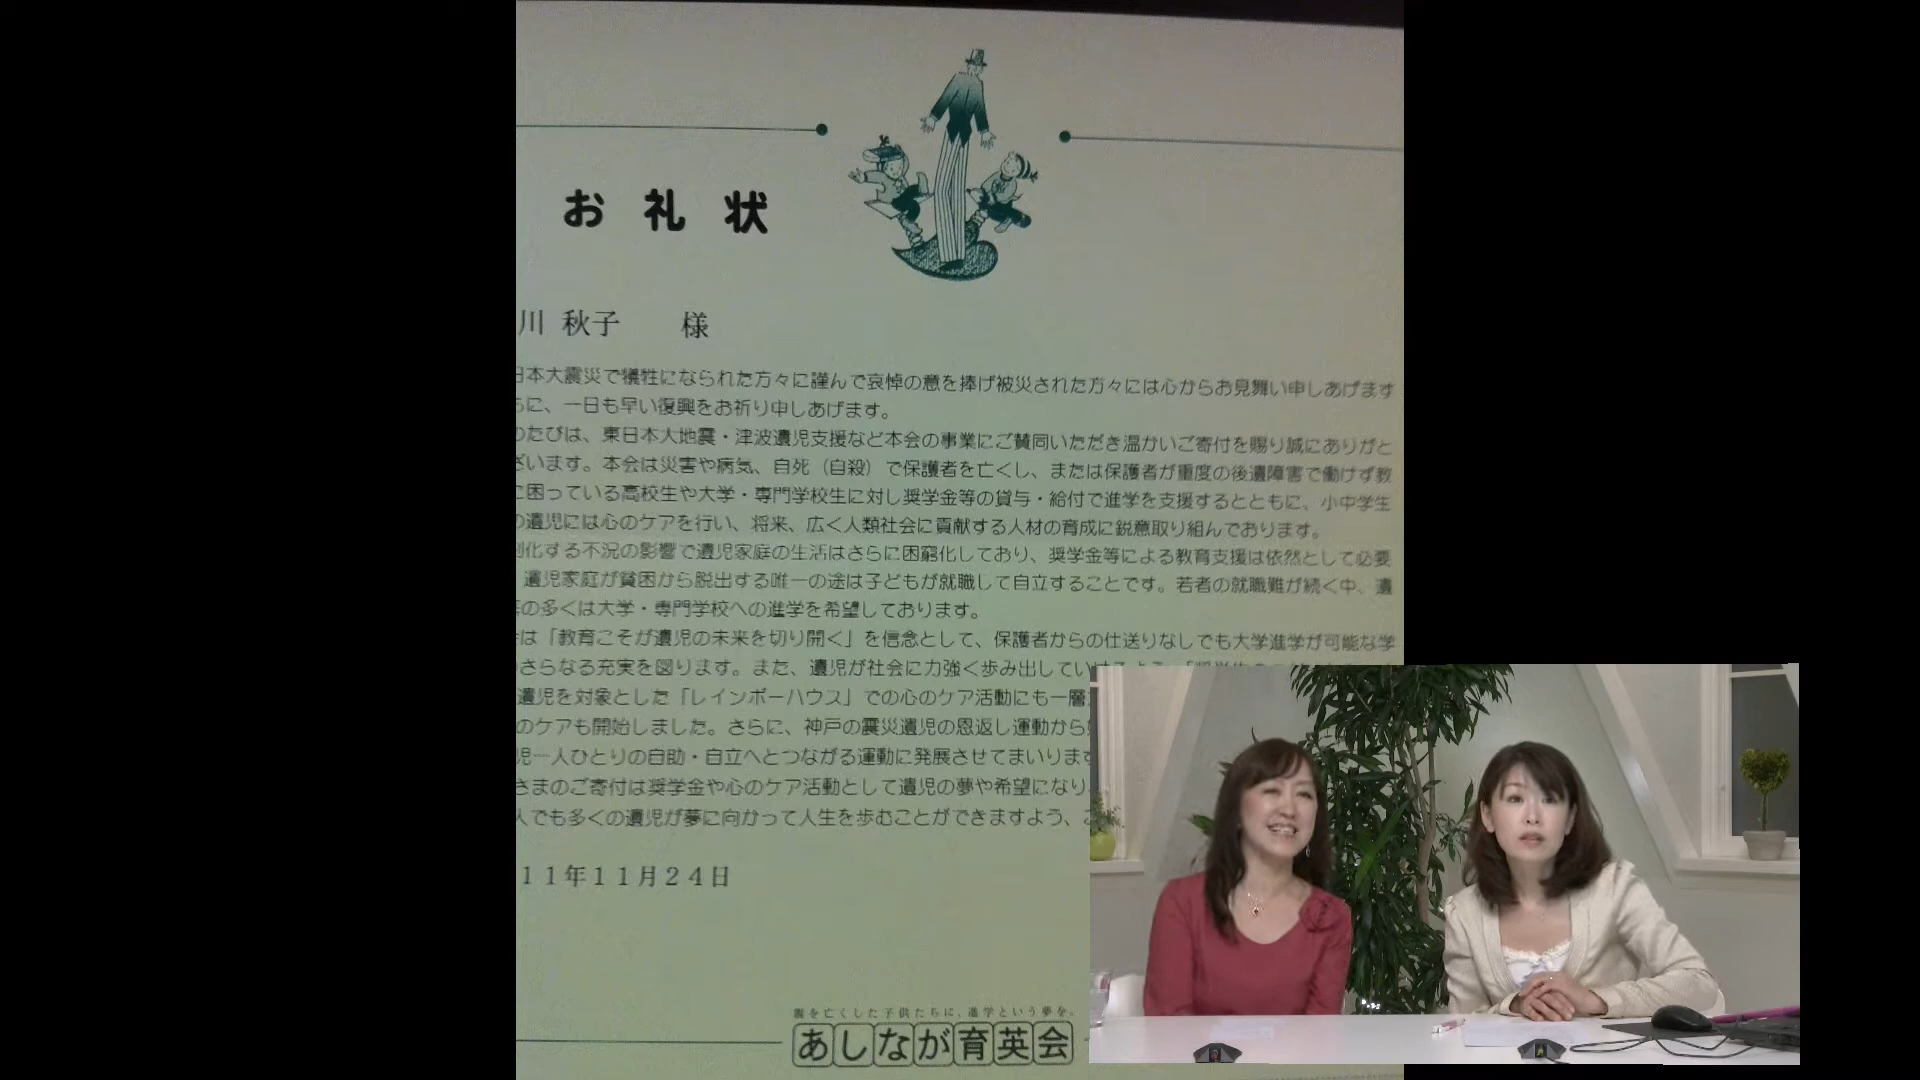 お礼状
川 秋子 様
日本大震災で犠牲になられた方々に謹んで哀悼の意を捧げ被災された方々には心からお見舞い申しあげます
に、一日も早い復興をお祈り申しあげます。
のたびは、東日本大地震・津波遺児支援など本会の事業にご賛同いただき温かいご寄付を賜り誠にありがと
ざいます。本会は災害や病気、自死（自殺）で保護者を亡くし、または保護者が重度の後遺障害で働けず教
に困っている高校生や大学・専門学校生に対し奨学金等の貸与・給付で進学を支援するとともに、小中学生
の遺児には心のケアを行い、将来、広く人類社会に貢献する人材の育成に鋭意取り組んでおります。
刻化する不況の影響で遺児家庭の生活はさらに困窮化しており、奨学金等による教育支援は依然として必要
遺児家庭が貧困から脱出する唯一の途は子どもが就職して自立することです。若者の就職難が続く中、遺
の多くは大学・専門学校への進学を希望しております。
は「教育こそが遺児の未来を切り開く」を信念として、保護者からの仕送りなしでも大学進学が可能な学
さらなる充実を図ります。また、遺児が社会に力強く歩み出してい
遺児を対象とした「レインボーハウス」での心のケア活動にも一層
のケアも開始しました。さらに、神戸の震災遺児の恩返し運動から
児一人ひとりの自助・自立へとつながる運動に発展させてまいります
さまのご寄付は奨学金や心のケア活動として遺児の夢や希望になり
人でも多くの遺児が夢に向かって人生を歩むことができますよう、
１１年１１月２４日
親を亡くした子供たちに、進学という夢を。
あしなが育英会